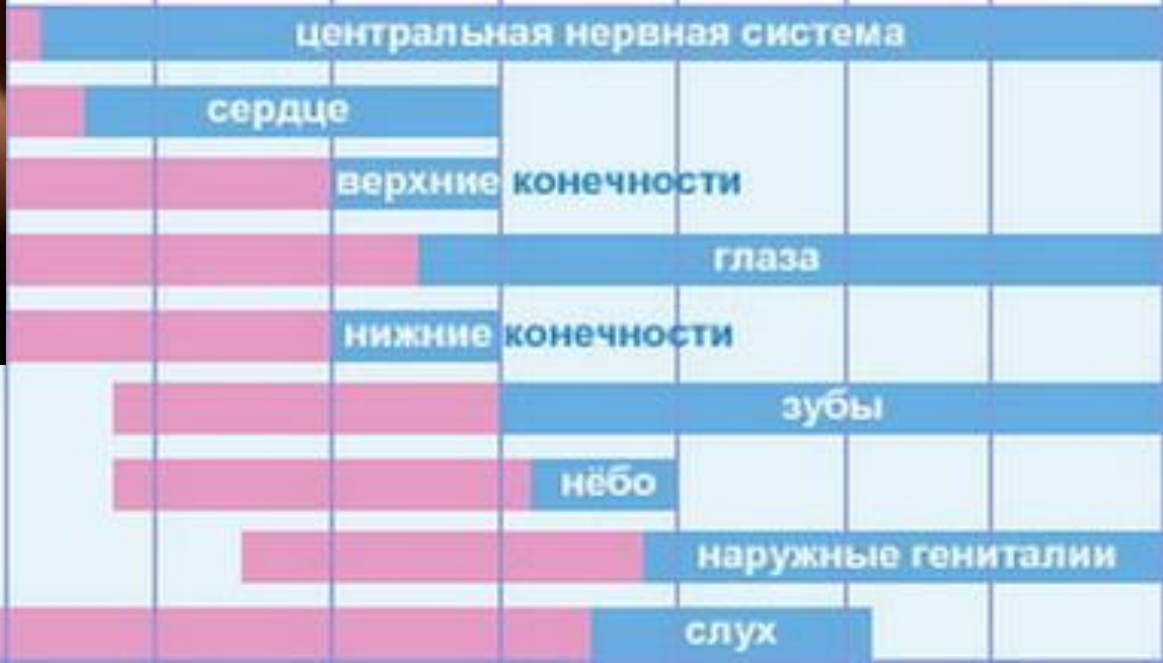 центральная нервная система
сердце
верхние конечности
глаза
нижние конечности
зубы
нёбо
наружные гениталии
слух